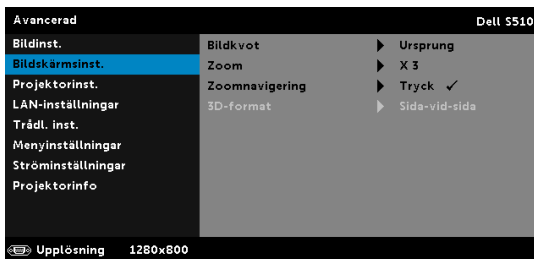 Avancerad Dell S510
Bildinst. Bildkvot Ursprung
Bildskärmsinst. Zoom X 3
Projektorinst. Zoomnavigering Tryck ✓
LAN-inställningar 3D-format Sida-vid-sida
Trådl. inst.
Menyinställningar
Ströminställningar
Projektorinfo
Upplösning 1280x800